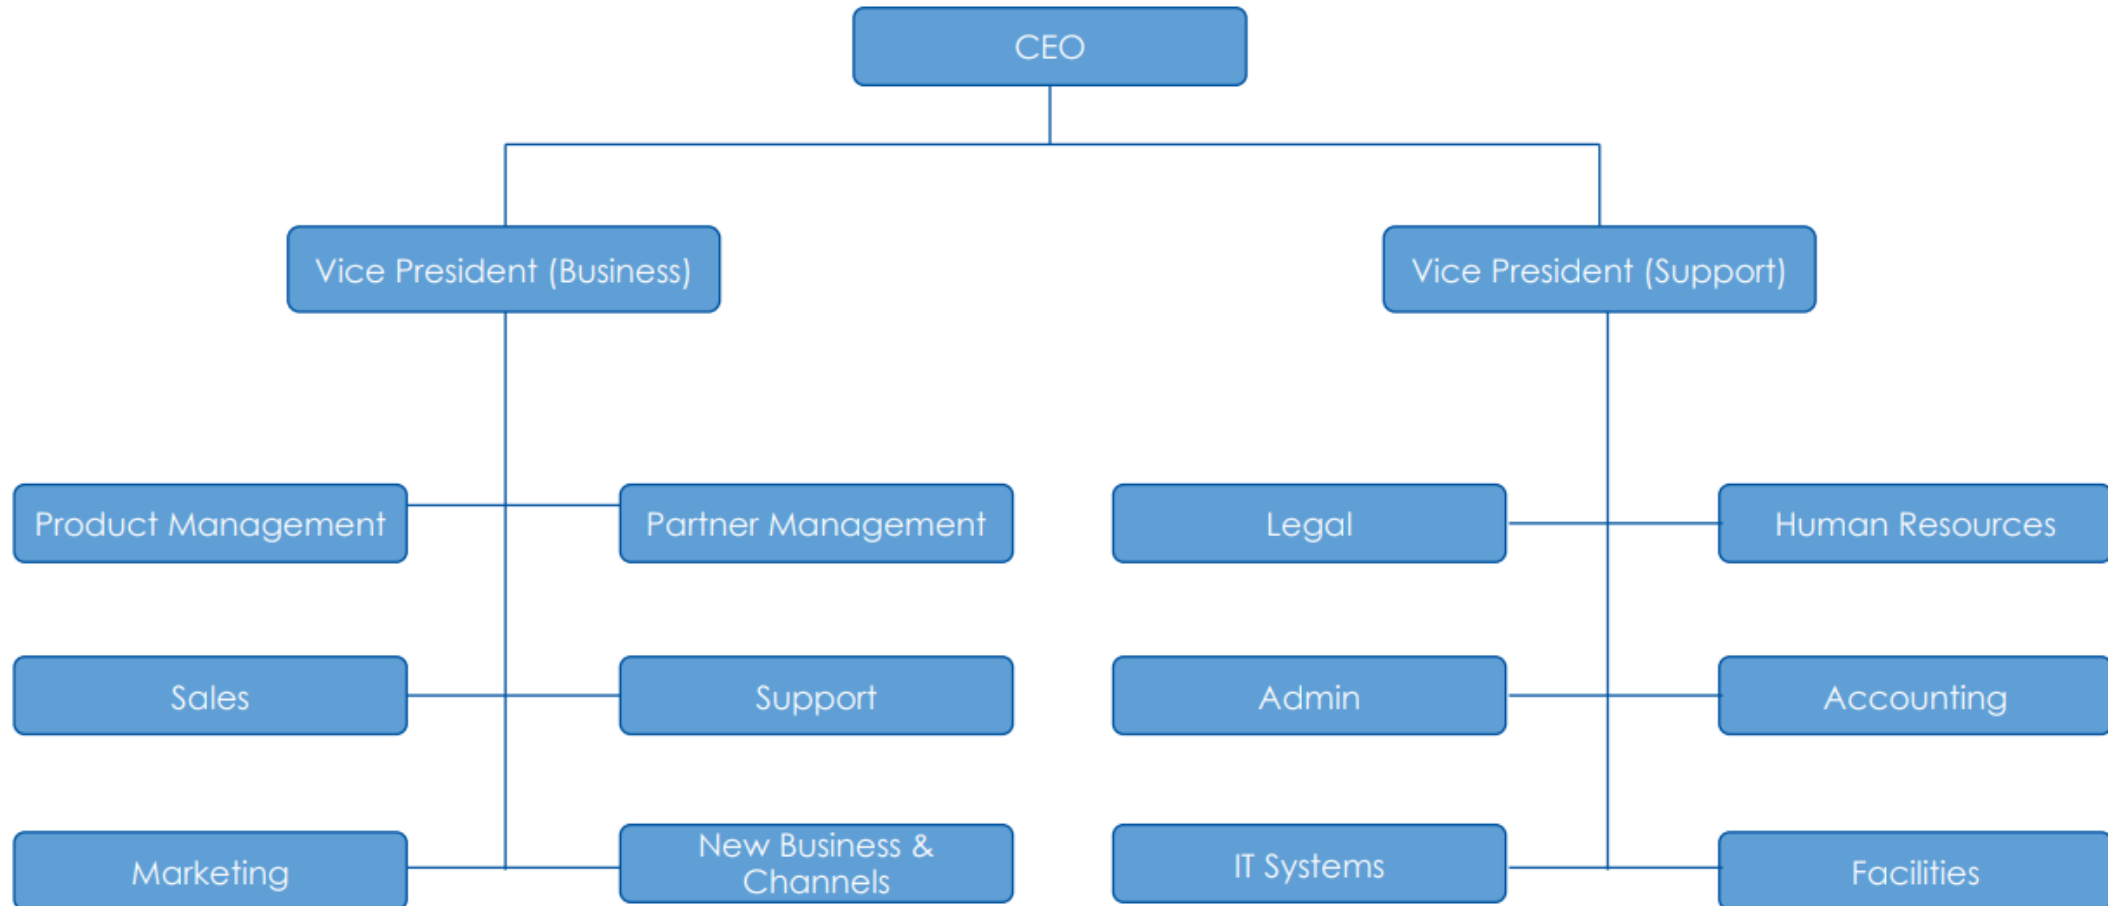 CEO
Vice President (Business)
Vice President (Support)
Product Management
Partner Management
Legal
Human Resources
Sales
Support
Admin
Accounting
Marketing
New Business &
Channels
IT Systems
Facilities